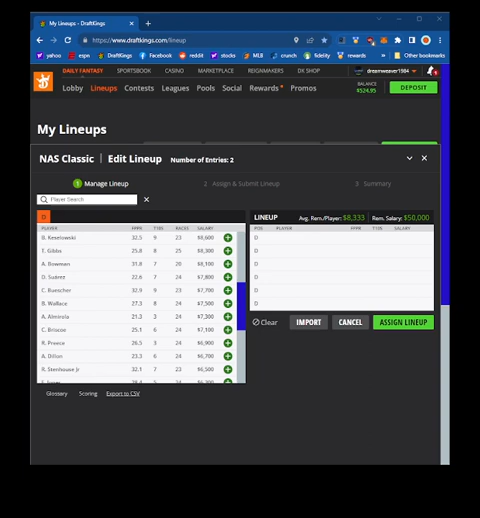 My Lineups
https://www.draftkings.com/lineup
yahoo espn DraftKings Facebook reddit stocks MLB crunch fidelity rewards » Other bookmarks
DAILY FANTASY SPORTSBOOK CASINO MARKETPLACE REIGNMAKERS DK SHOP dreamweaver1984
Lobby Lineups Contests Leagues Pools Social Rewards Promos BALANCE $524.95 DEPOSIT
My Lineups
NAS Classic | Edit Lineup Number of Entries: 2
1 Manage Lineup 2 Assign & Submit Lineup 3 Summary
Player Search
D
LINEUP Avg. Rem./Player: $8,333 Rem. Salary: $50,000
PLAYER FPPR RACES SALARY
POS PLAYER FPPR SALARY
B. Keselowski 32.5 9 23 $8,600
T. Gibbs 25.8 8 25 $8,300
A. Bowman 31.8 7 20 $8,100
D. Suárez 22.6 7 24 $7,800
C. Buescher 32.9 9 23 $7,700
B. Wallace 27.3 8 24 $7,500
A. Almirola 21.3 3 24 $7,300
C. Briscoe 25.1 6 24 $7,100
R. Preece 26.5 3 24 $6,900
A. Dillon 23.3 6 24 $6,700
R. Stenhouse Jr 32.1 7 23 $6,500
D
D
D
D
D
D
Clear IMPORT CANCEL ASSIGN LINEUP
Glossary Scoring Export to CSV